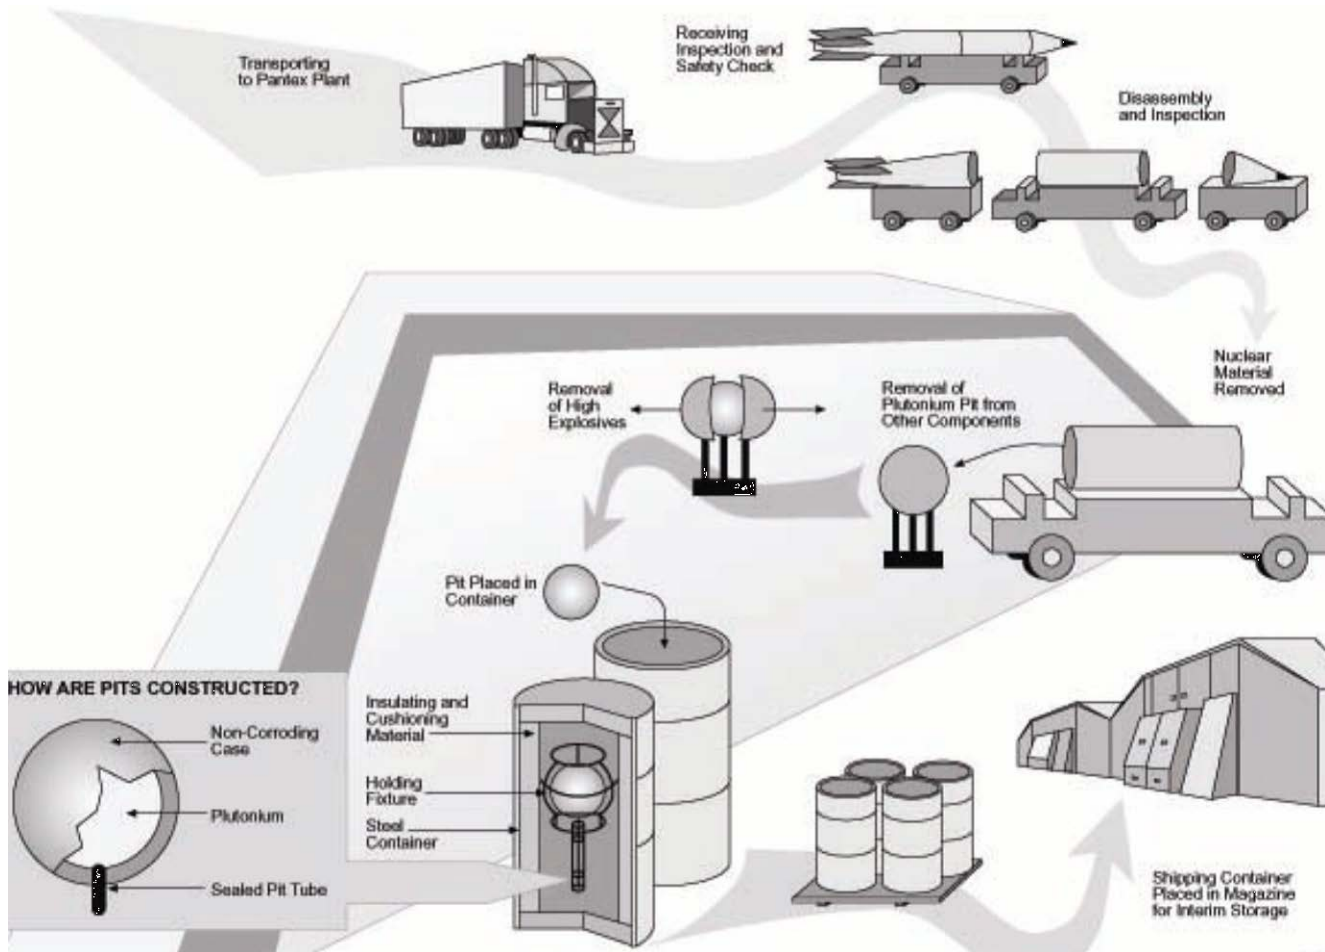 Transporting
to Pantex Plant
Receiving
Inspection and
Safety Check
Disassembly
and Inspection
Nuclear
Material
Removed
Removal
of High
Explosives
Removal of
Plutonium Pit from
Other Components
Pit Placed in
Container
HOW ARE PITS CONSTRUCTED?
Non-Corroding
Case
Plutonium
Sealed Pit Tube
Insulating and
Cushioning
Material
Holding
Fixture
Steel
Container
Shipping Container
Placed in Magazine
for Interim Storage